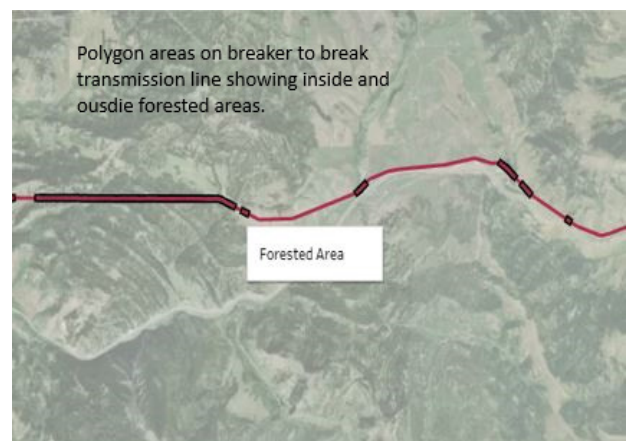 Polygon areas on breaker to break
transmission line showing inside and
ousdie forested areas.
Forested Area